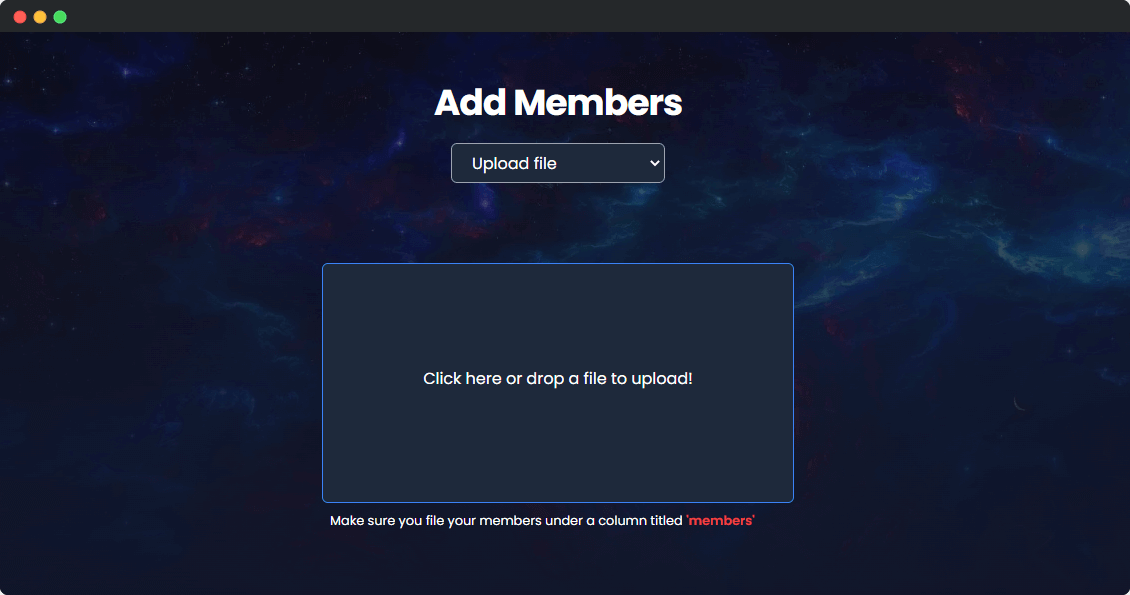 Add Members
Upload file
Click here or drop a file to upload!
Make sure you file your members under a column titled 'members'